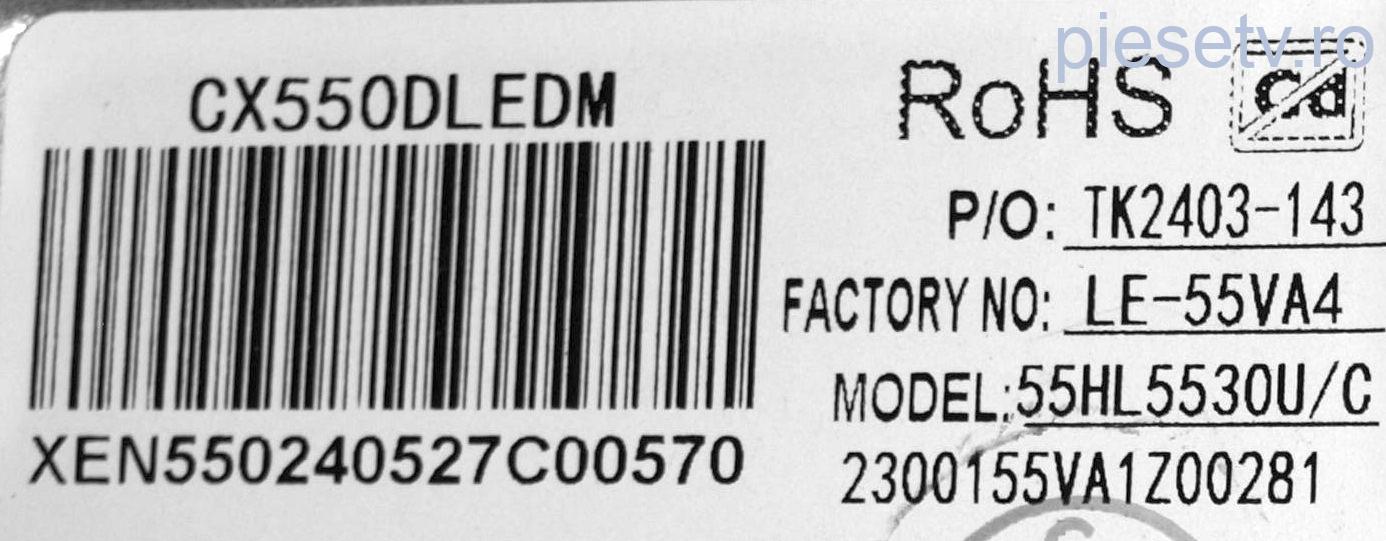 piesetv.ro
CX550DLEDM
RoHS
P/O: TK2403-143
FACTORY NO: LE-55VA4
MODEL: 55HL5530U/C
XEN550240527C00570
2300155VA1Z00281